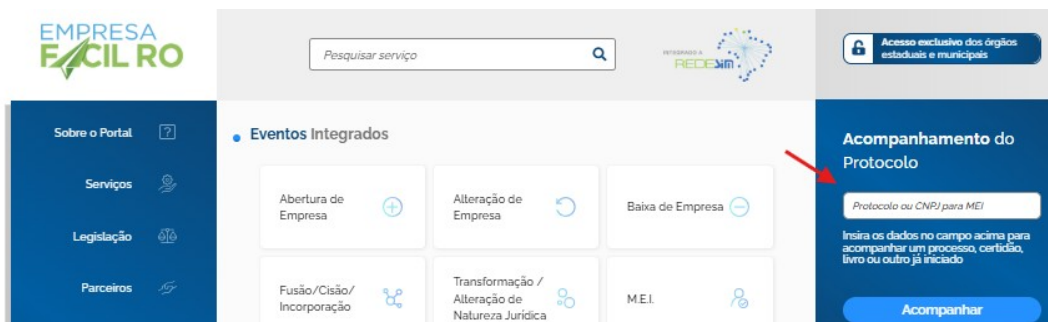 EMPRESA
FÁCIL RO
Pesquisar serviço
INTEGRADO A
REDESIM
Acesso exclusivo dos órgãos
estaduais e municipais
Sobre o Portal
Serviços
Legislação
Parceiros
Eventos Integrados
Abertura de
Empresa
Alteração de
Empresa
Baixa de Empresa
Fusão/Cisão/
Incorporação
Transformação /
Alteração de
Natureza Jurídica
M.E.I.
Acompanhamento do
Protocolo
Protocolo ou CNPJ para MEI
Insira os dados no campo acima para
acompanhar um processo, certidão,
livro ou outro já iniciado
Acompanhar